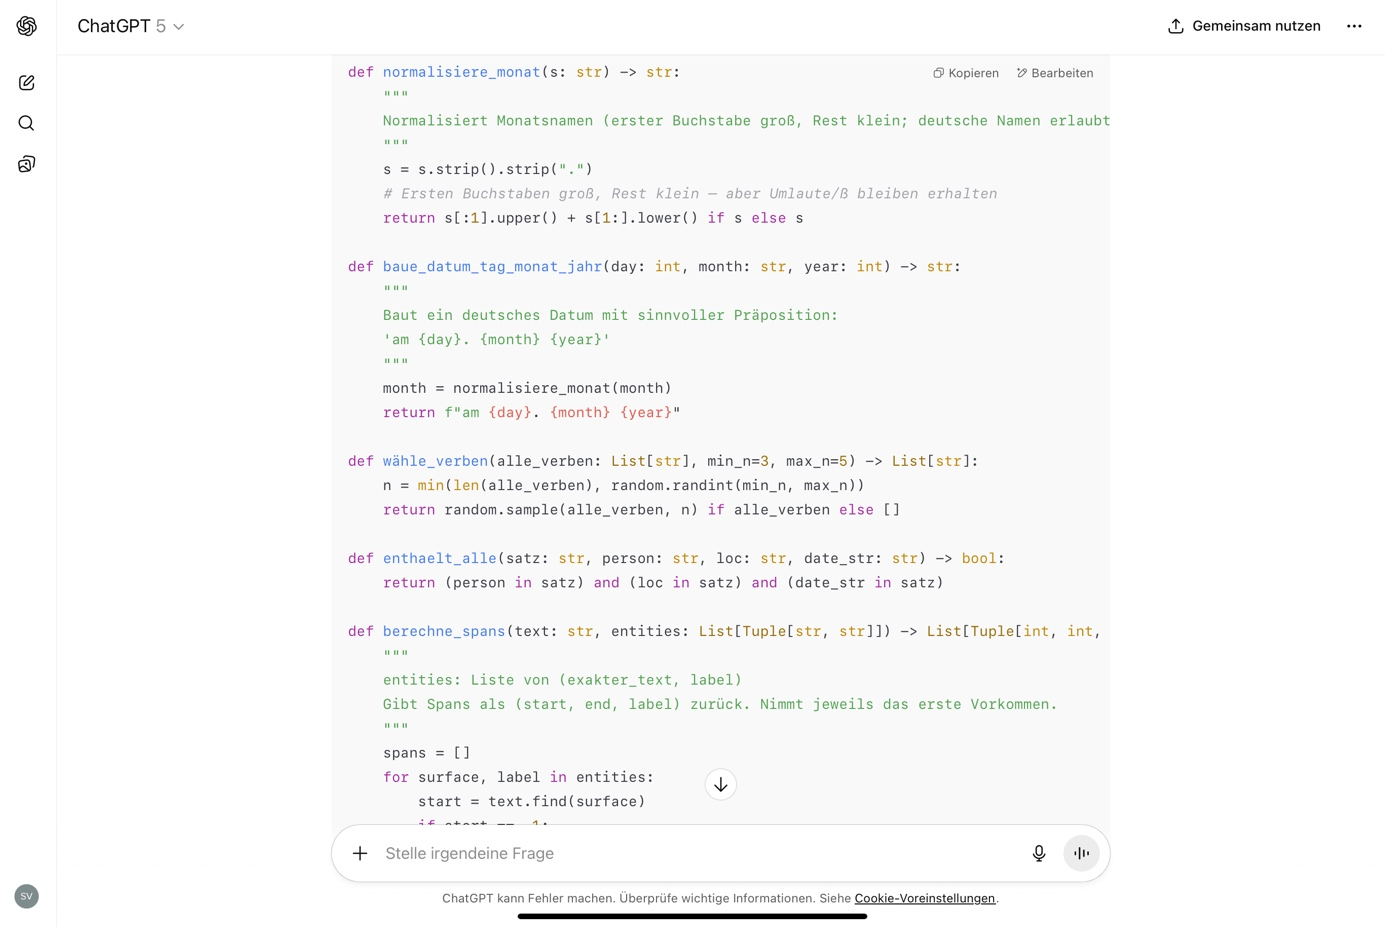 ChatGPT 5
Gemeinsam nutzen
Kopieren
Bearbeiten
def normalisiere_monat(s: str) -> str:
    """
    Normalisiert Monatsnamen (erster Buchstabe groß, Rest klein; deutsche Namen erlaubt
    """
    s = s.strip().strip(".")
    # Ersten Buchstaben groß, Rest klein – aber Umlaute/ß bleiben erhalten
    return s[:1].upper() + s[1:].lower() if s else s
def baue_datum_tag_monat_jahr(day: int, month: str, year: int) -> str:
    """
    Baut ein deutsches Datum mit sinnvoller Präposition:
    'am {day}. {month} {year}'
    """
    month = normalisiere_monat(month)
    return f"am {day}. {month} {year}"
def wähle_verben(alle_verben: List[str], min_n=3, max_n=5) -> List[str]:
    n = min(len(alle_verben), random.randint(min_n, max_n))
    return random.sample(alle_verben, n) if alle_verben else []
def enthaelt_alle(satz: str, person: str, loc: str, date_str: str) -> bool:
    return (person in satz) and (loc in satz) and (date_str in satz)
def berechne_spans(text: str, entities: List[Tuple[str, str]]) -> List[Tuple[int, int,
    """
    entities: Liste von (exakter_text, label)
    Gibt Spans als (start, end, label) zurück. Nimmt jeweils das erste Vorkommen.
    """
    spans = []
    for surface, label in entities:
        start = text.find(surface)
Stelle irgendeine Frage
SV
ChatGPT kann Fehler machen. Überprüfe wichtige Informationen. Siehe Cookie-Voreinstellungen.